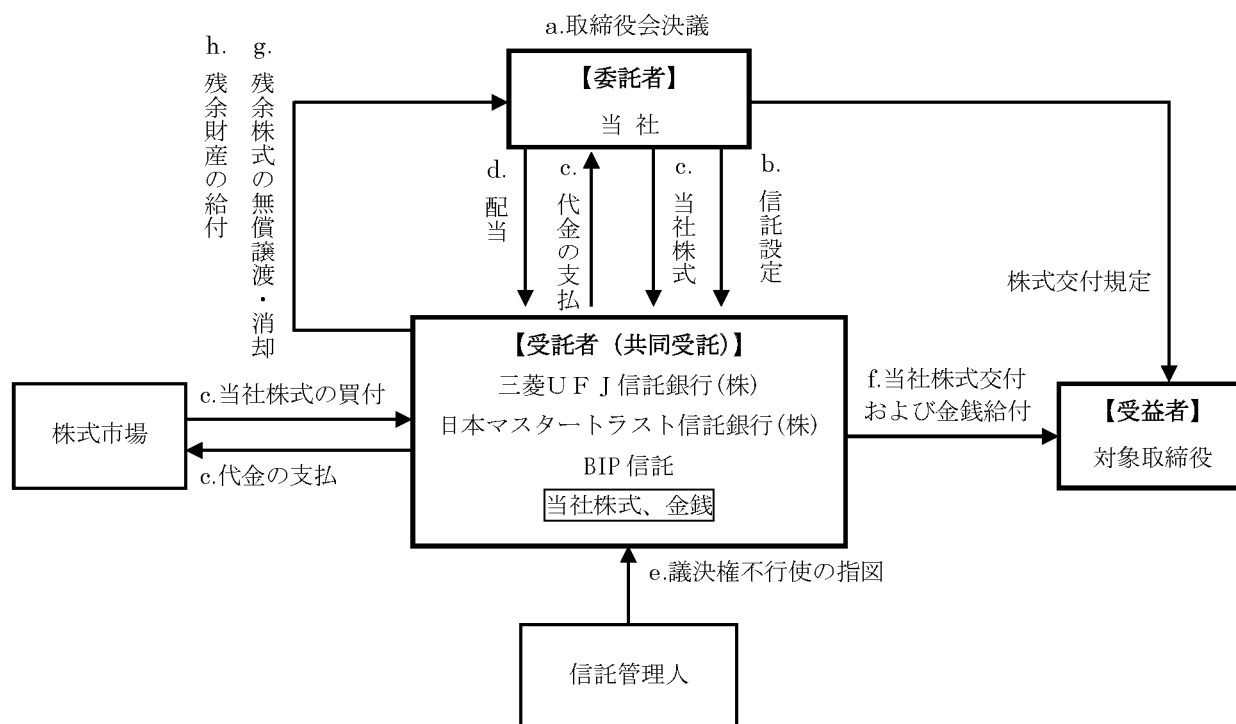 a.取締役会決議
h.
残余財産の給付
g.
残余株式の無償譲渡・消却
【委託者】
当 社
d.
配当
c.
代金の支払
c.
当社株式
b.
信託設定
株式交付規定
【受託者（共同受託）】
三菱ＵＦＪ信託銀行(株)
日本マスタートラスト信託銀行(株)
BIP 信託
当社株式、金銭
株式市場
c.当社株式の買付
c.代金の支払
f.当社株式交付
および金銭給付
【受益者】
対象取締役
e.議決権不行使の指図
信託管理人